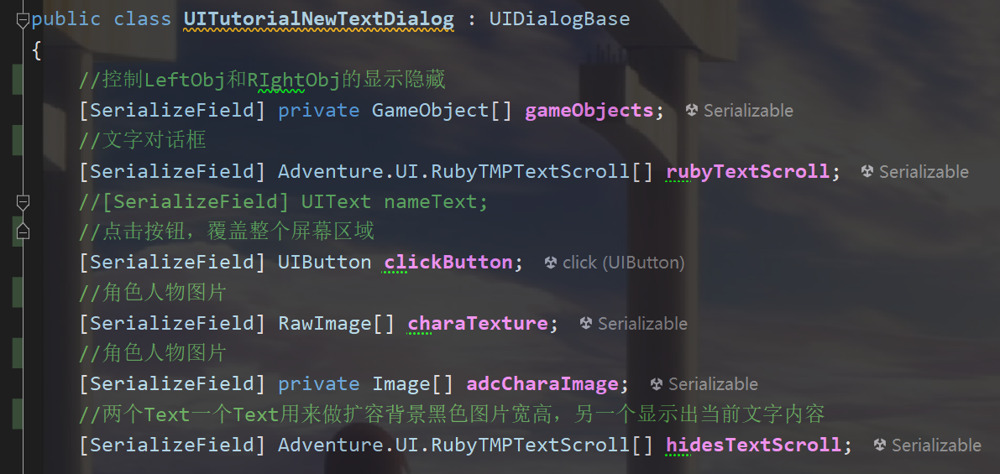 public class UITutorialNewTextDialog : UIDialogBase
{
//控制LeftObj和RIghtObj的显示隐藏
[SerializeField] private GameObject[] gameObjects; Serializable
//文字对话框
[SerializeField] Adventure.UI.RubyTMPTextScroll[] rubyTextScroll; Serializable
//[SerializeField] UIText nameText;
//点击按钮，覆盖整个屏幕区域
[SerializeField] UIButton clickButton; click (UIButton)
//角色人物图片
[SerializeField] RawImage[] charaTexture; Serializable
//角色人物图片
[SerializeField] private Image[] adcCharaImage; Serializable
//两个Text一个Text用来做扩容背景黑色图片宽高，另一个显示出当前文字内容
[SerializeField] Adventure.UI.RubyTMPTextScroll[] hidesTextScroll; Serializable